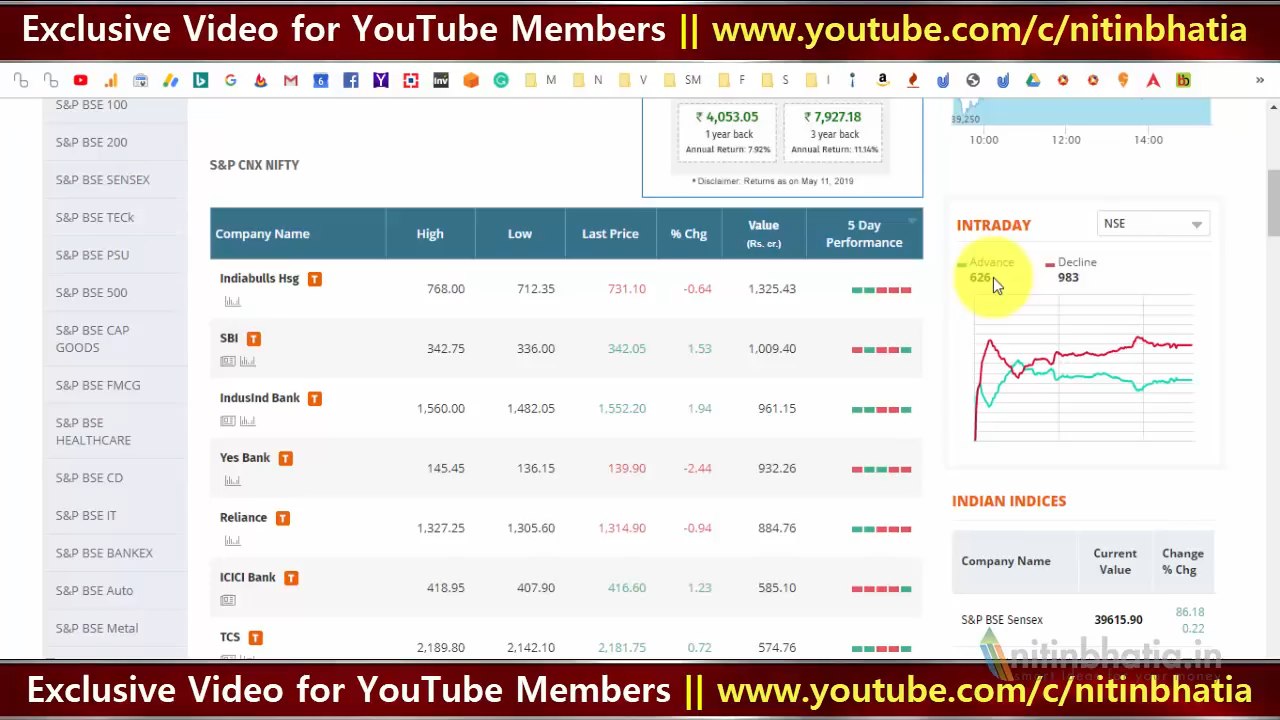 Exclusive Video for YouTube Members || www.youtube.com/c/nitinbhatia
M N V SM F S I »
S&P BSE 100
S&P BSE 200
S&P BSE SENSEX
S&P BSE TECk
S&P BSE PSU
S&P BSE 500
S&P BSE CAP
GOODS
S&P BSE FMCG
S&P BSE
HEALTHCARE
S&P BSE CD
S&P BSE IT
S&P BSE BANKEX
S&P BSE Auto
S&P BSE Metal
₹ 4,053.05 ₹ 7,927.18
1 year back 3 year back
Annual Return: 7.92% Annual Return: 11.14%
* Disclaimer: Returns as on May 11, 2019
S&P CNX NIFTY
Company Name High Low Last Price % Chg Value (Rs. cr.) 5 Day Performance
Indiabulls Hsg T 768.00 712.35 731.10 -0.64 1,325.43
SBI T 342.75 336.00 342.05 1.53 1,009.40
IndusInd Bank T 1,560.00 1,482.05 1,552.20 1.94 961.15
Yes Bank T 145.45 136.15 139.90 -2.44 932.26
Reliance T 1,327.25 1,305.60 1,314.90 -0.94 884.76
ICICI Bank T 418.95 407.90 416.60 1.23 585.10
TCS T 2,189.80 2,142.10 2,181.75 0.72 574.76
39,250
10:00 12:00 14:00
INTRADAY NSE
Advance Decline
626 983
INDIAN INDICES
Company Name Current Value Change % Chg
S&P BSE Sensex 39615.90 86.18
0.22
nitinbhatia.in
smart ideas for your money
Exclusive Video for YouTube Members || www.youtube.com/c/nitinbhatia